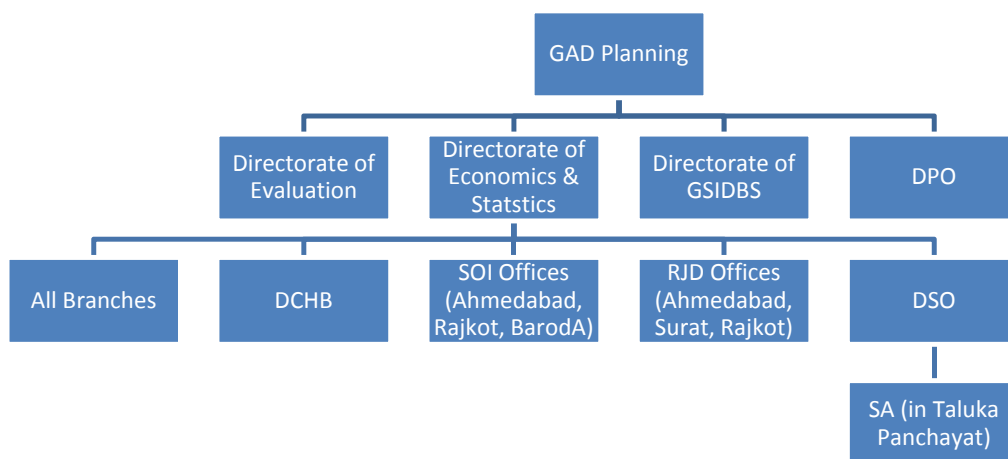 GAD Planning
Directorate of
Evaluation
Directorate of
Economics &
Statstics
Directorate of
GSIDBS
DPO
All Branches
DCHB
SOI Offices
(Ahmedabad,
Rajkot, BarodA)
RJD Offices
(Ahmedabad,
Surat, Rajkot)
DSO
SA (in Taluka
Panchayat)